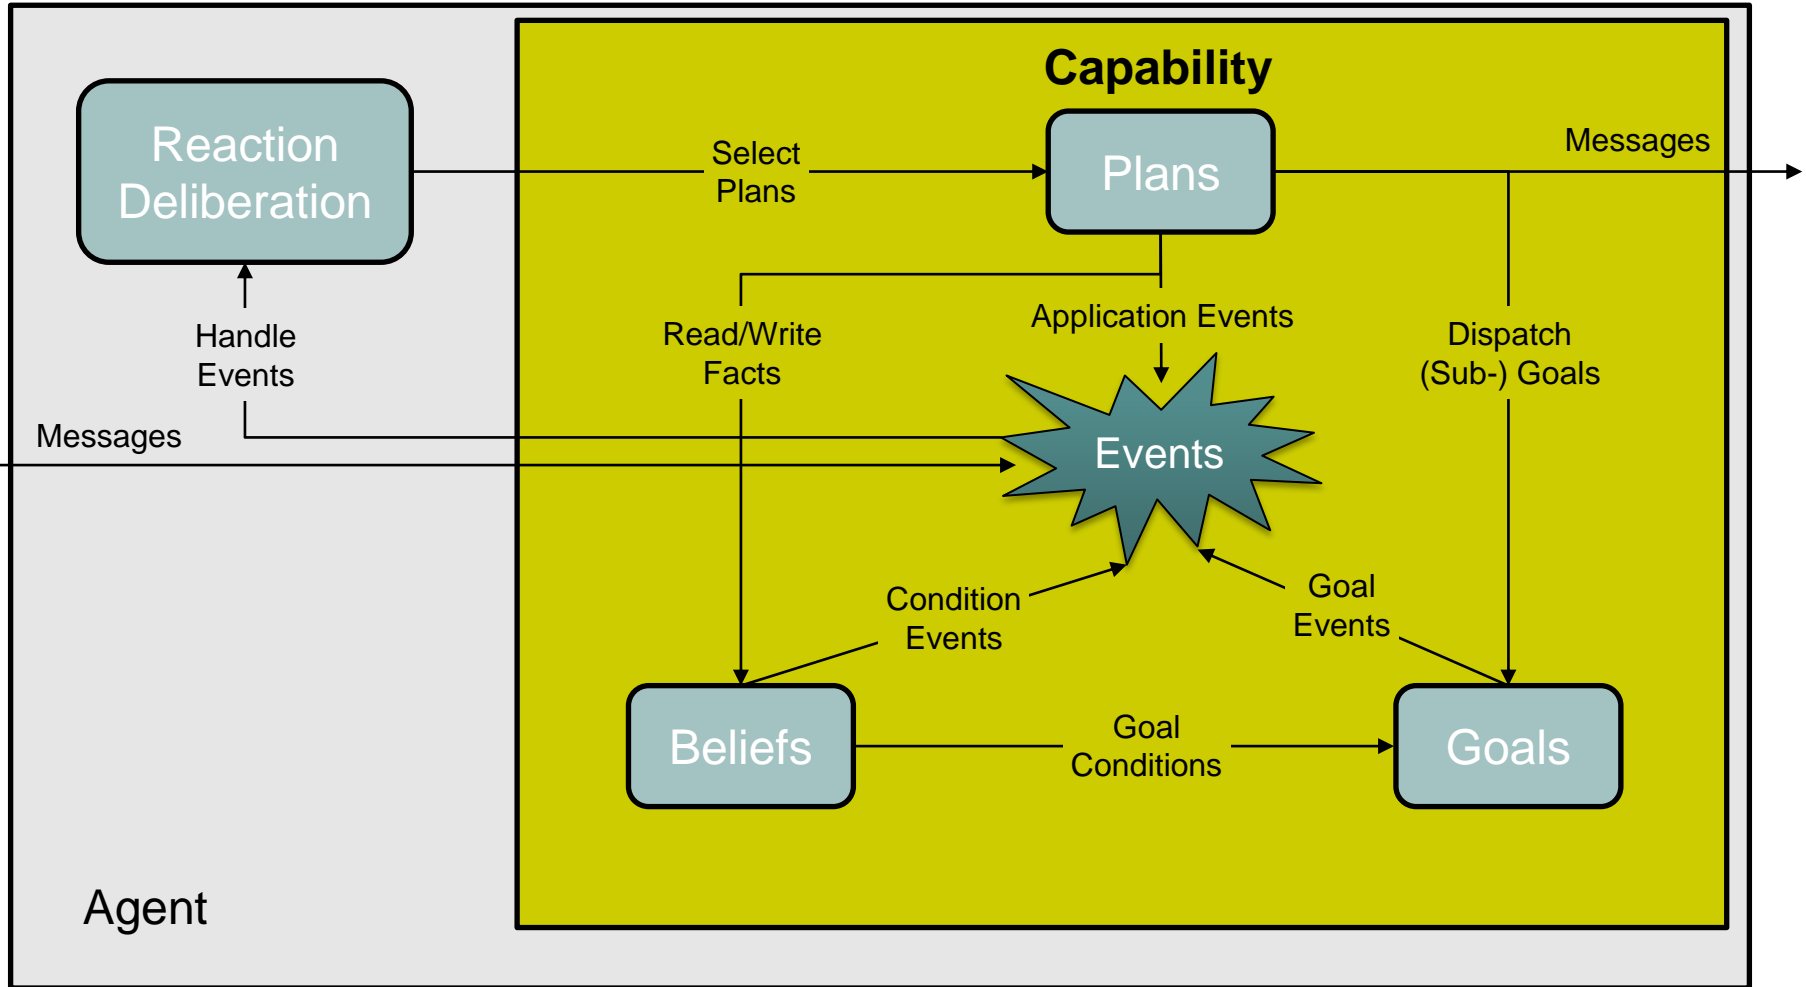 Capability
Reaction
Deliberation
Select
Plans
Plans
Messages
Handle
Events
Read/Write
Facts
Application Events
Dispatch
(Sub-) Goals
Messages
Events
Condition
Events
Goal
Events
Beliefs
Goal
Conditions
Goals
Agent